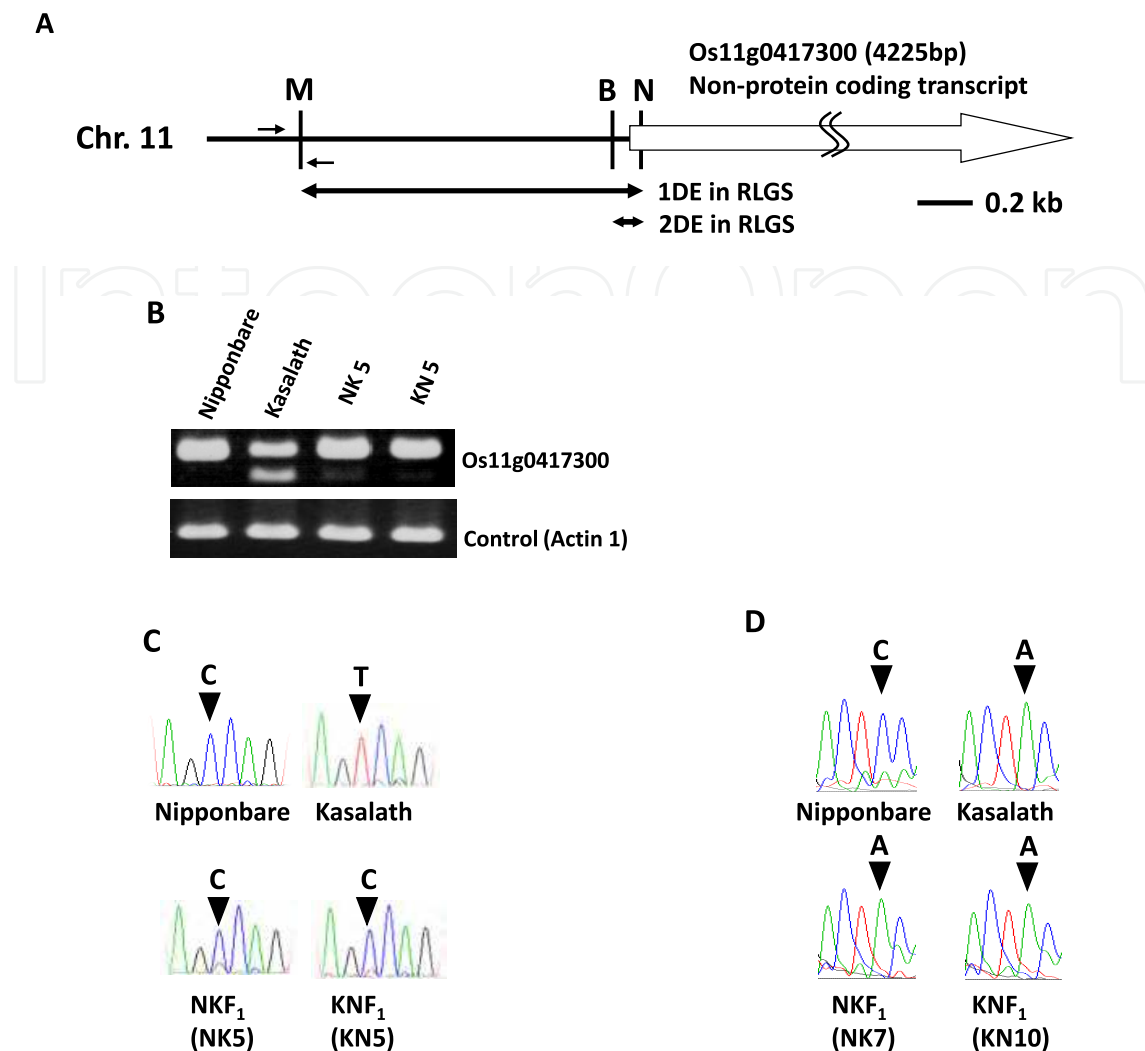 A
Os11g0417300 (4225bp)
Non-protein coding transcript
M
B
N
Chr. 11
1DE in RLGS
2DE in RLGS
0.2 kb
B
Nipponbare
Kasalath
NK 5
KN 5
Os11g0417300
Control (Actin 1)
C
C
T
Nipponbare
Kasalath
C
C
NKF1
(NK5)
KNF1
(KN5)
D
C
A
Nipponbare
Kasalath
A
A
NKF1
(NK7)
KNF1
(KN10)